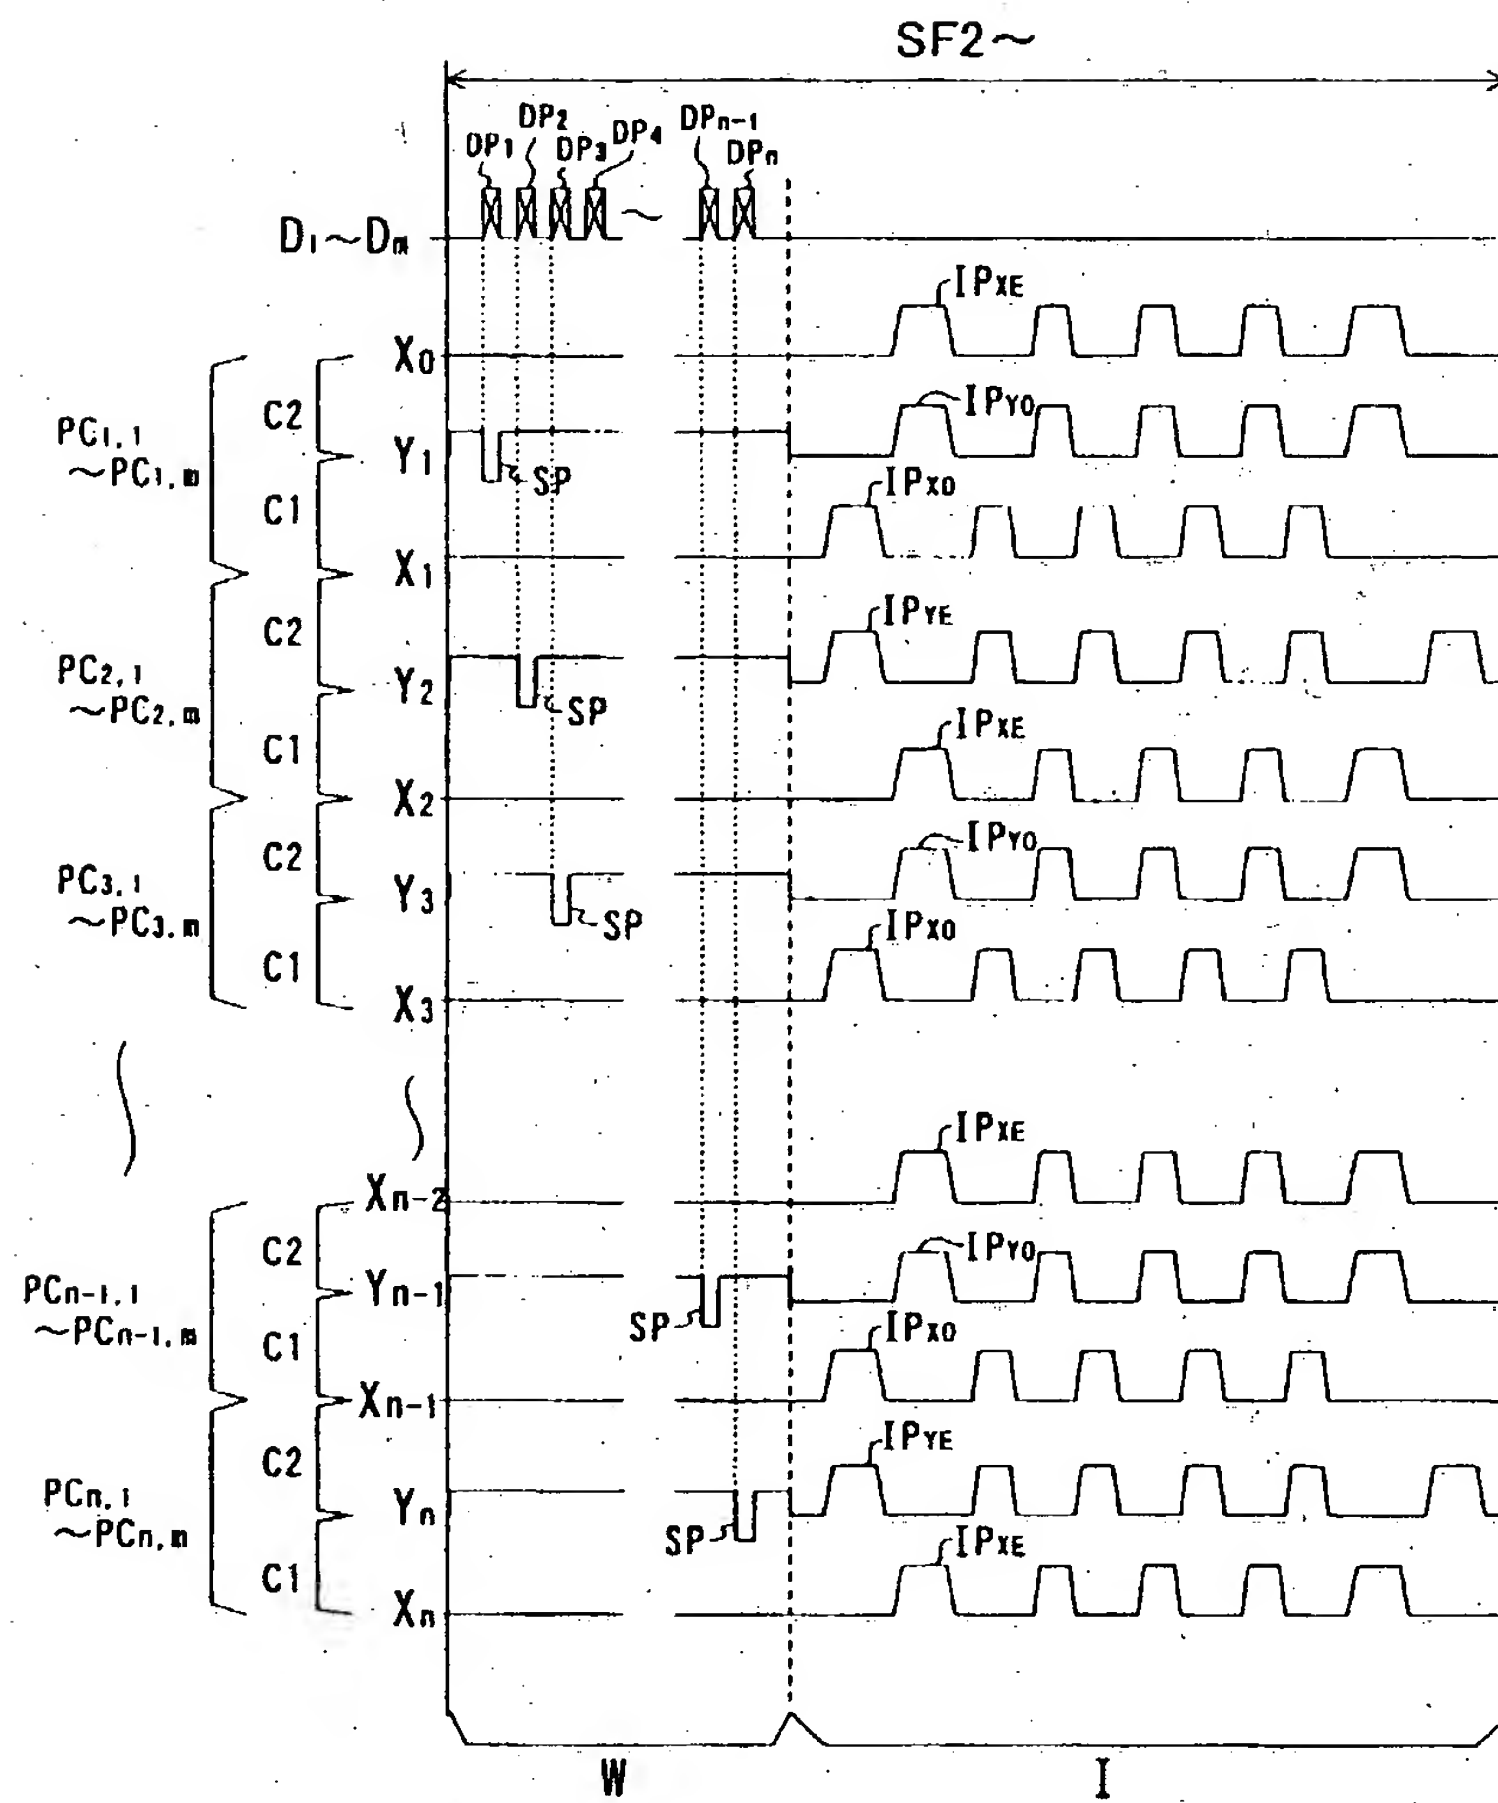 SF2～
DP1 DP2 DP3 DP4 DPn-1 DPn
D1～Dm
IPXE
X0
C2
IPYO
PC1,1
～PC1,m
Y1
SP
IPXO
C1
X1
IPYE
C2
PC2,1
～PC2,m
Y2
SP
IPXE
C1
X2
IPYO
C2
PC3,1
～PC3,m
Y3
SP
IPXO
C1
X3
IPXE
Xn-2
IPYO
C2
PCn-1,1
～PCn-1,m
Yn-1
SP
IPXO
C1
Xn-1
IPYE
C2
PCn,1
～PCn,m
Yn
SP
IPXE
C1
Xn
W I